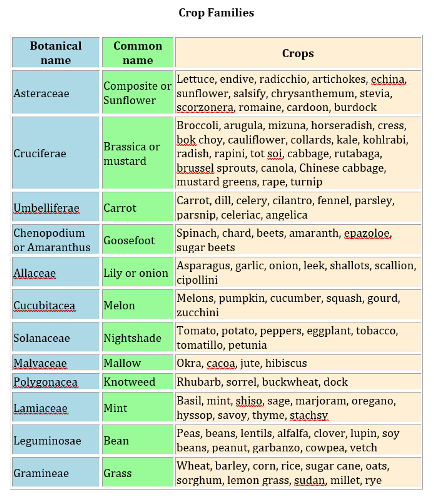 Crop Families
Botanical name
Common name
Crops
Asteraceae
Composite or Sunflower
Lettuce, endive, radicchio, artichokes, echina,
sunflower, salsify, chrysanthemum, stevia,
scorzonera, romaine, cardoon, burdock
Cruciferae
Brassica or mustard
Broccoli, arugula, mizuna, horseradish, cress,
bok choy, cauliflower, collards, kale, kohlrabi,
radish, rapini, tot soi, cabbage, rutabaga,
brussel sprouts, canola, Chinese cabbage,
mustard greens, rape, turnip
Umbelliferae
Carrot
Carrot, dill, celery, cilantro, fennel, parsley,
parsnip, celeriac, angelica
Chenopodium or Amaranthus
Goosefoot
Spinach, chard, beets, amaranth, epazoloe,
sugar beets
Allaceae
Lily or onion
Asparagus, garlic, onion, leek, shallots, scallion,
cipollini
Cucubitacea
Melon
Melons, pumpkin, cucumber, squash, gourd,
zucchini
Solanaceae
Nightshade
Tomato, potato, peppers, eggplant, tobacco,
tomatillo, petunia
Malvaceae
Mallow
Okra, cacoa, jute, hibiscus
Polygonacea
Knotweed
Rhubarb, sorrel, buckwheat, dock
Lamiaceae
Mint
Basil, mint, shiso, sage, marjoram, oregano,
hyssop, savoy, thyme, stachsy
Leguminosae
Bean
Peas, beans, lentils, alfalfa, clover, lupin, soy
beans, peanut, garbanzo, cowpea, vetch
Gramineae
Grass
Wheat, barley, corn, rice, sugar cane, oats,
sorghum, lemon grass, sudan, millet, rye